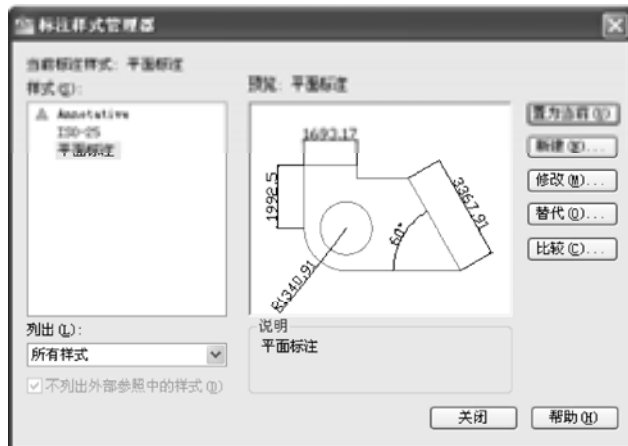 标注样式管理器
当前标注样式: 平面标注
样式(S):
Annotative
ISO-25
平面标注
预览: 平面标注
1693.17
1992.5
3367.91
60°
R1340.91
置为当前(U)
新建(N)...
修改(M)...
替代(O)...
比较(C)...
列出(L):
所有样式
不列出外部参照中的样式(D)
说明
平面标注
关闭
帮助(H)